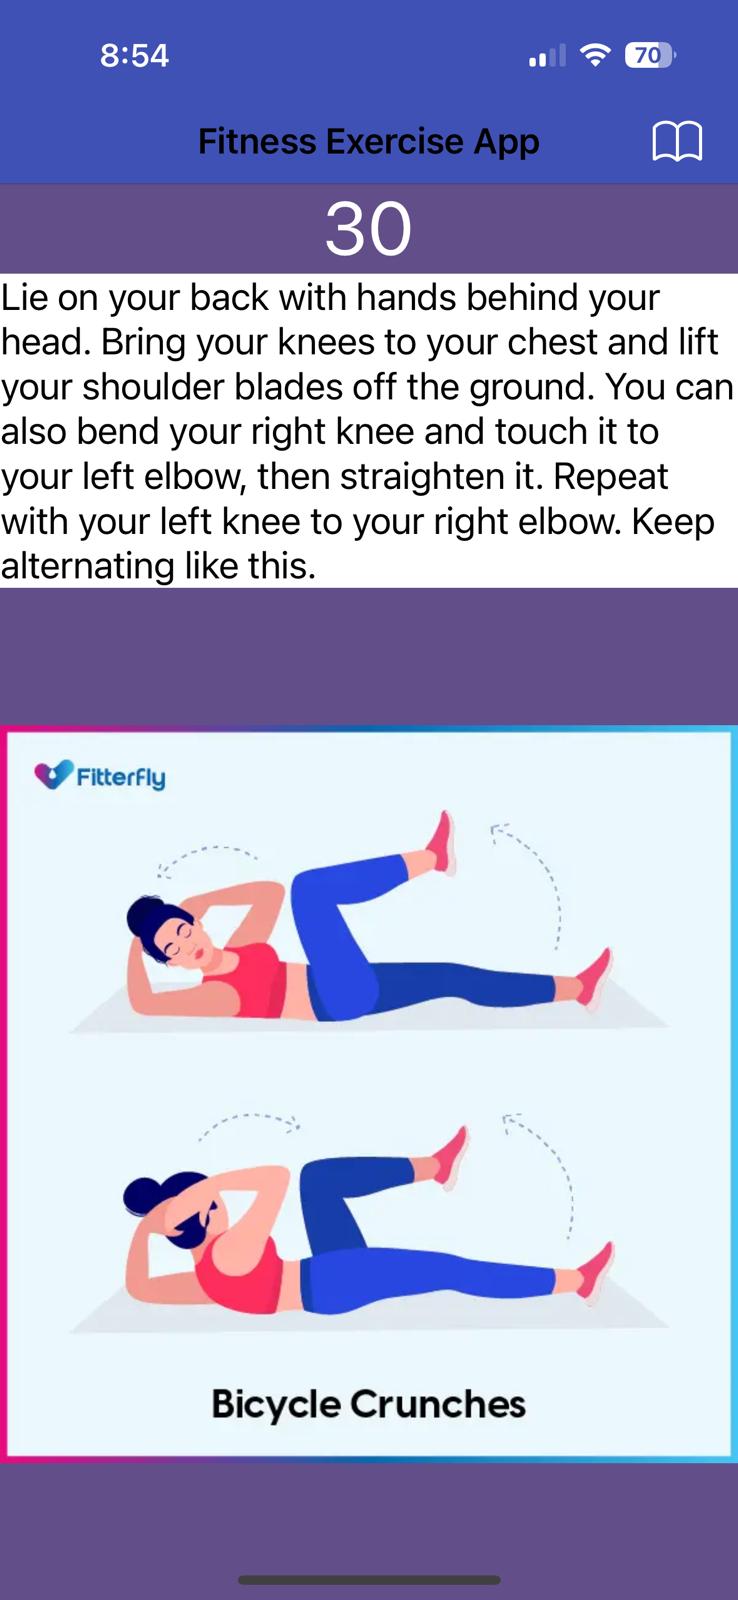 8:54
70
Fitness Exercise App
30
Lie on your back with hands behind your
head. Bring your knees to your chest and lift
your shoulder blades off the ground. You can
also bend your right knee and touch it to
your left elbow, then straighten it. Repeat
with your left knee to your right elbow. Keep
alternating like this.
Fitterfly
Bicycle Crunches